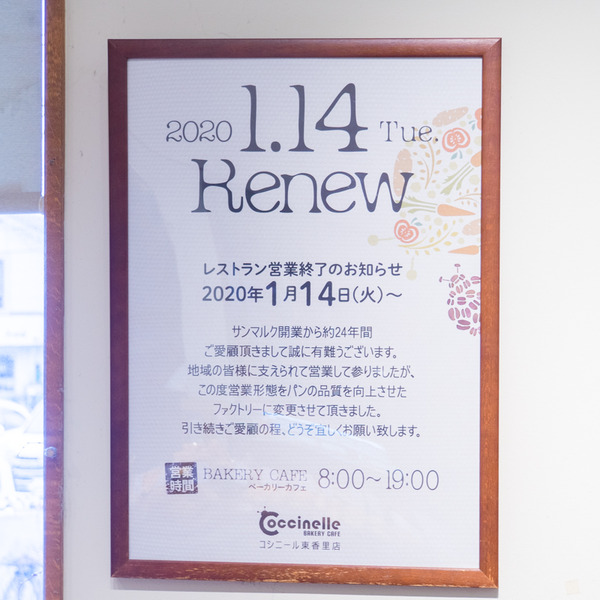 2020 1.14 Tue.
Renew
レストラン営業終了のお知らせ
2020年1月14日(火)～
サンマルク開業から約24年間
ご愛顧頂きまして誠に有難うございます。
地域の皆様に支えられて営業して参りましたが、
この度営業形態をパンの品質を向上させた
ファクトリーに変更させて頂きました。
引き続きご愛顧の程、どうぞ宜しくお願い致します。
営業時間 BAKERY CAFE 8:00～19:00
ベーカリーカフェ
Coccinelle
BAKERY CAFE
コシニール東香里店